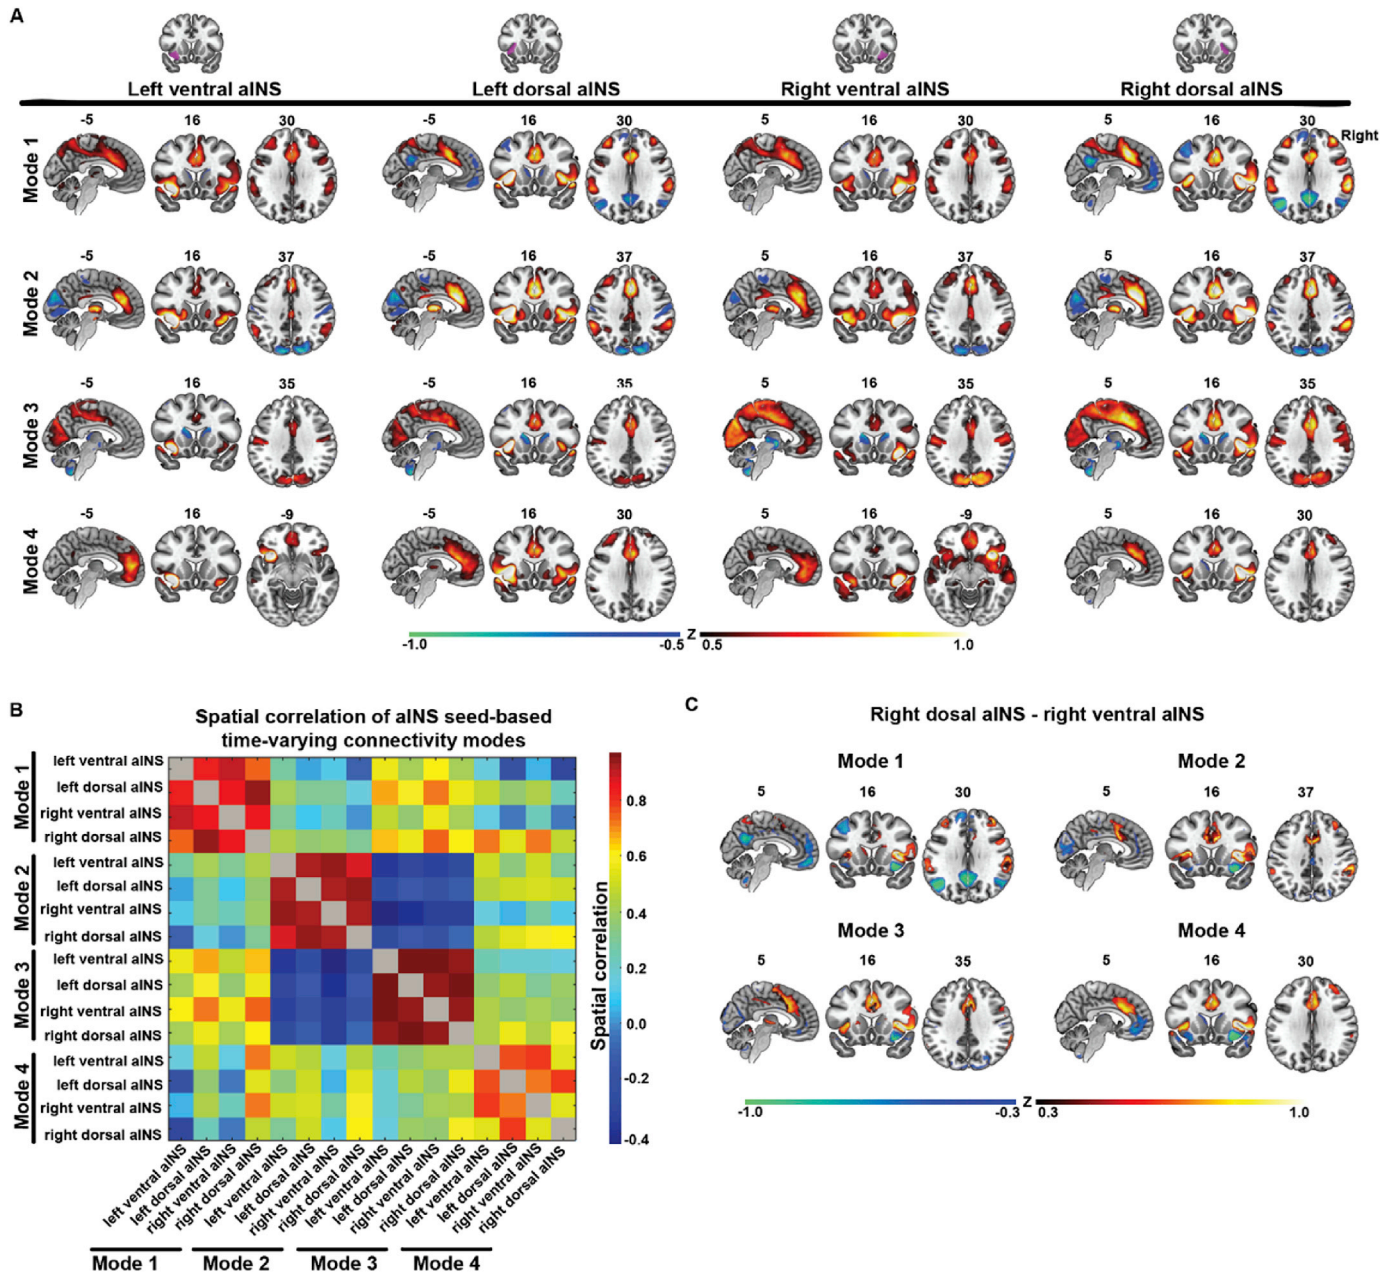 A
Left ventral aINS Left dorsal aINS Right ventral aINS Right dorsal aINS
-5 16 30 -5 16 30 5 16 30 5 16 30 Right
Mode 1
-5 16 37 -5 16 37 5 16 37 5 16 37
Mode 2
-5 16 35 -5 16 35 5 16 35 5 16 35
Mode 3
-5 16 -9 -5 16 30 5 16 -9 5 16 30
Mode 4
-1.0 -0.5 Z 0.5 1.0
B
Spatial correlation of aINS seed-based
time-varying connectivity modes
Mode 1
left ventral aINS
left dorsal aINS
right ventral aINS
right dorsal aINS
Mode 2
left ventral aINS
left dorsal aINS
right ventral aINS
right dorsal aINS
Mode 3
left ventral aINS
left dorsal aINS
right ventral aINS
right dorsal aINS
Mode 4
left ventral aINS
left dorsal aINS
right ventral aINS
right dorsal aINS
left ventral aINS
left dorsal aINS
right ventral aINS
right dorsal aINS
left ventral aINS
left dorsal aINS
right ventral aINS
right dorsal aINS
left ventral aINS
left dorsal aINS
right ventral aINS
right dorsal aINS
left ventral aINS
left dorsal aINS
right ventral aINS
right dorsal aINS
Mode 1 Mode 2 Mode 3 Mode 4
0.8
0.6
0.4
0.2
0.0
-0.2
-0.4
Spatial correlation
C
Right dosal aINS - right ventral aINS
Mode 1 Mode 2
5 16 30 5 16 37
Mode 3 Mode 4
5 16 35 5 16 30
-1.0 -0.3 Z 0.3 1.0